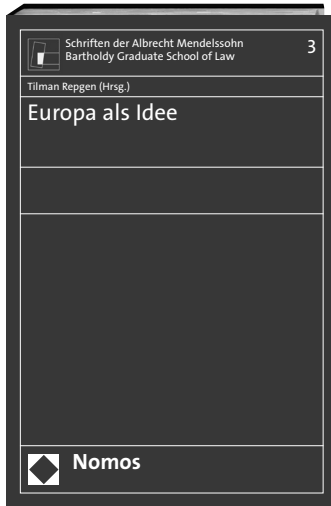 Schriften der Albrecht Mendelssohn
Bartholdy Graduate School of Law
3
Tilman Repgen (Hrsg.)
Europa als Idee
Nomos